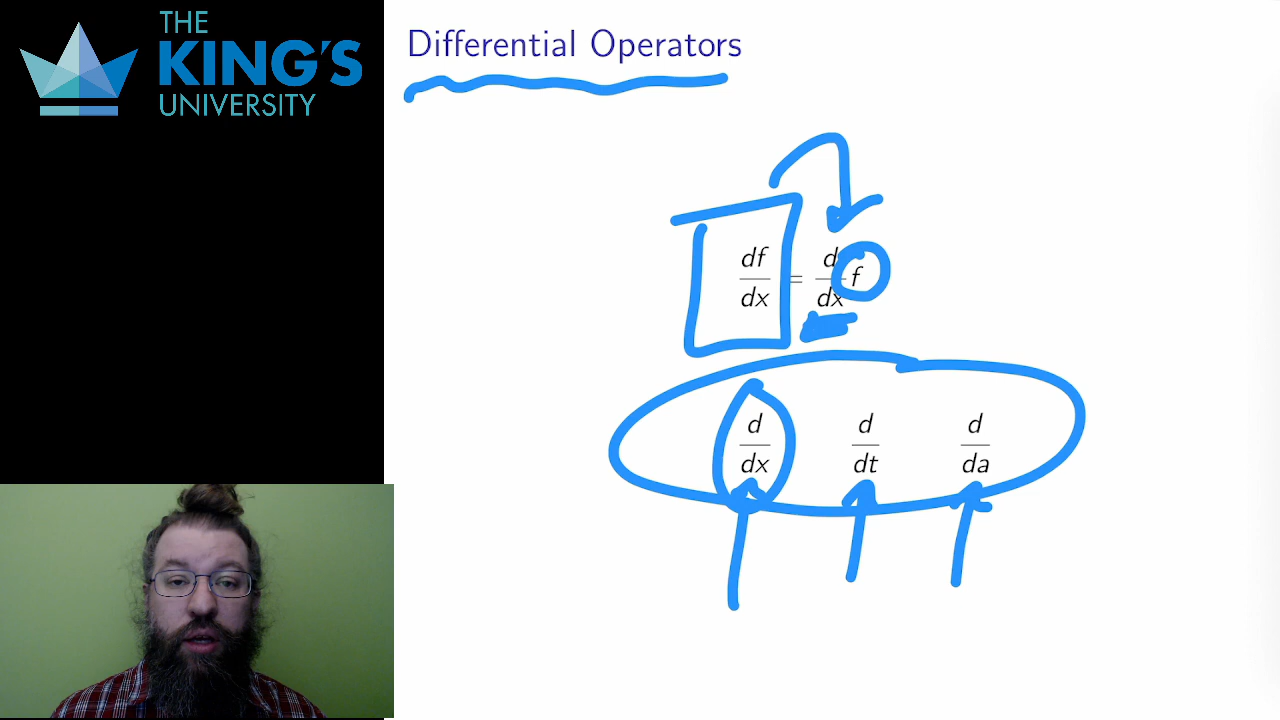 THE
KING'S
UNIVERSITY
Differential Operators
df/dx = d/dx f
d/dx d/dt d/da